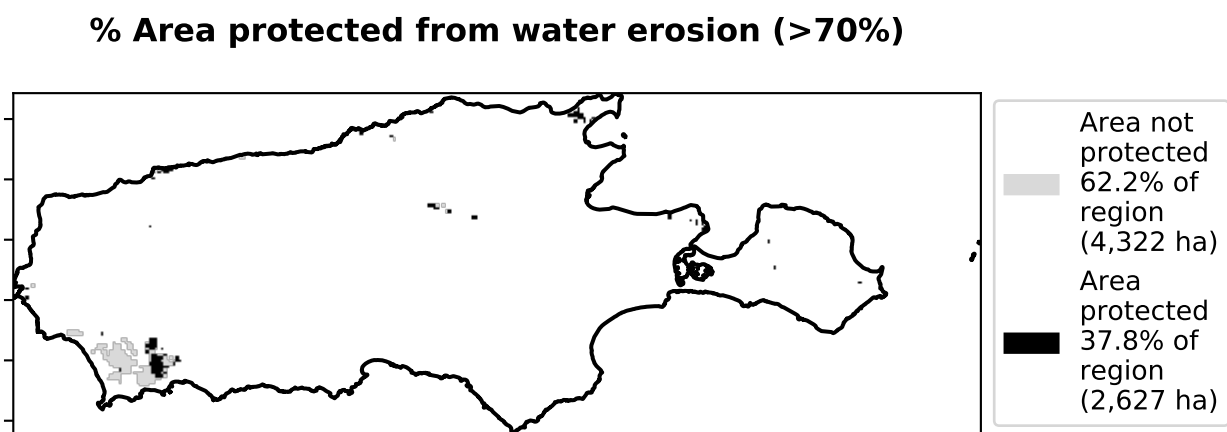 % Area protected from water erosion (>70%)
Area not
protected
62.2% of
region
(4,322 ha)
Area
protected
37.8% of
region
(2,627 ha)